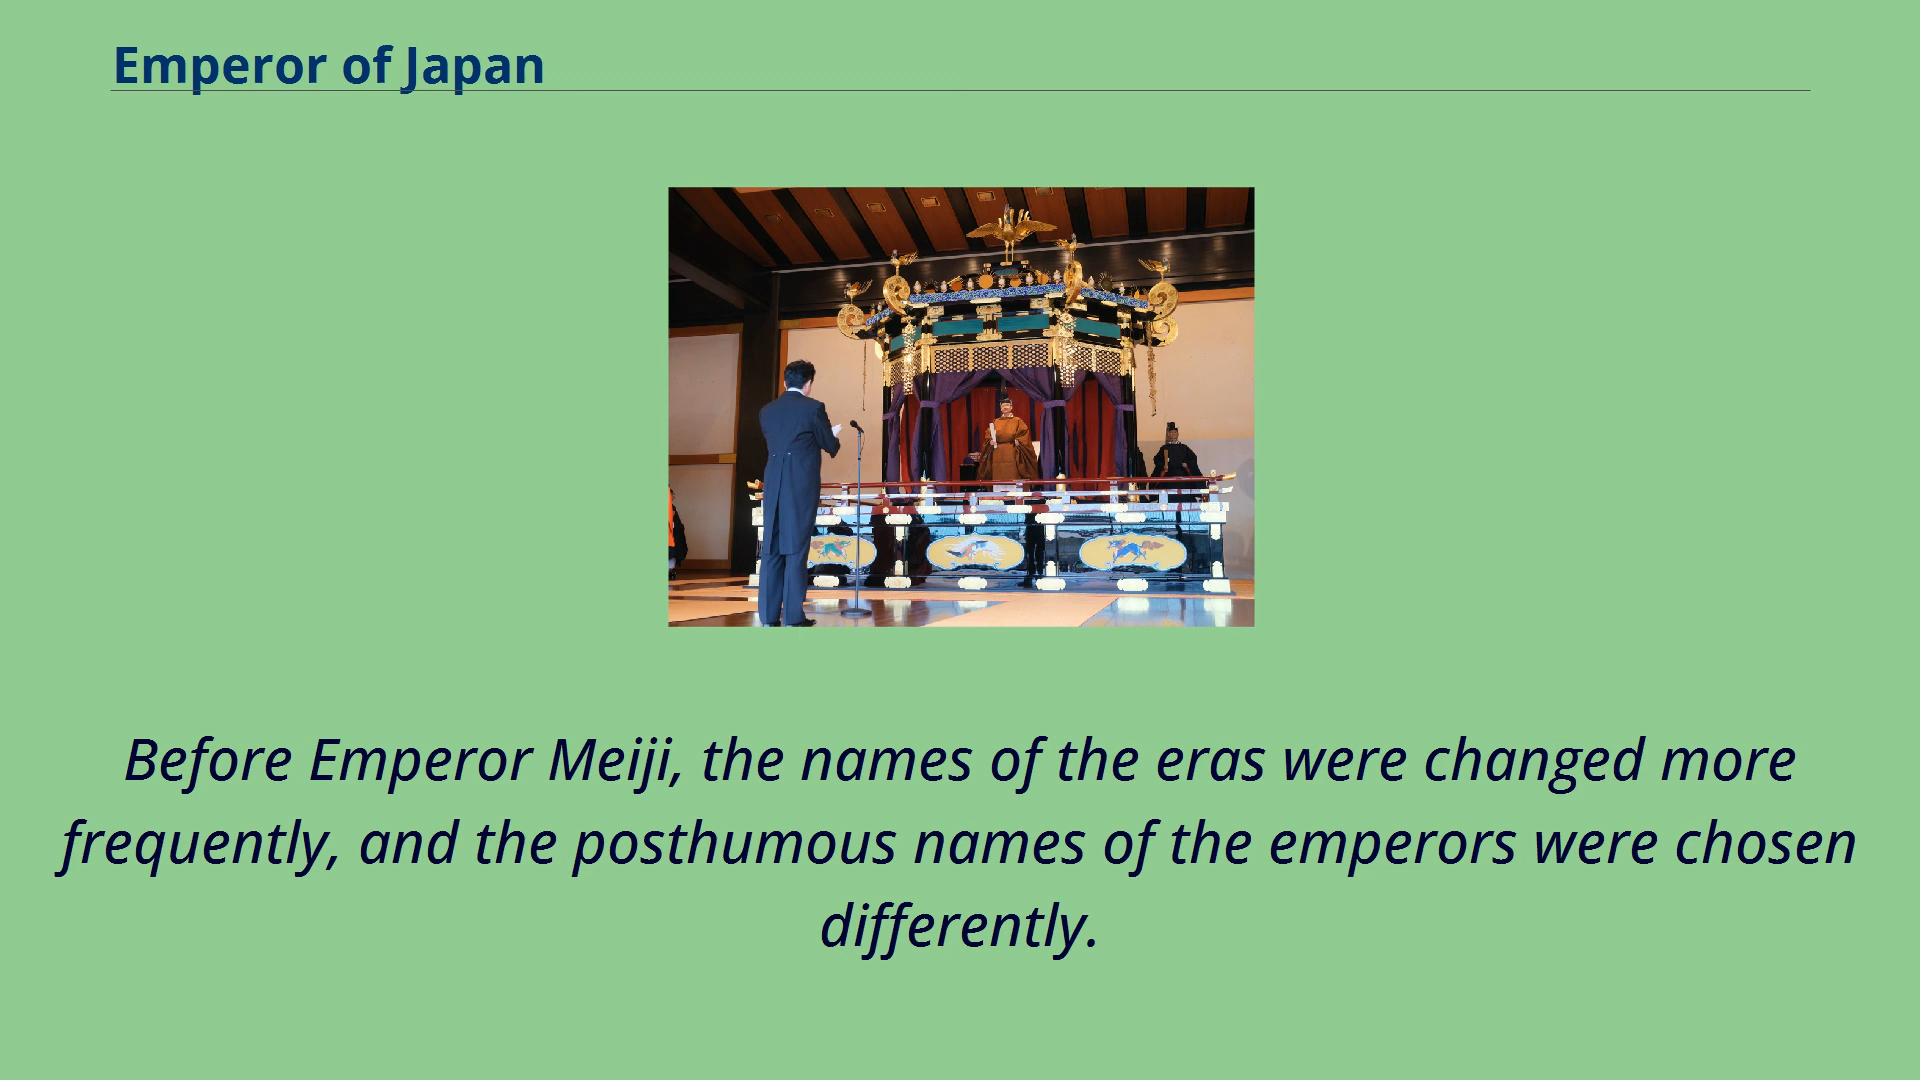 Emperor of Japan
Before Emperor Meiji, the names of the eras were changed more
frequently, and the posthumous names of the emperors were chosen
differently.